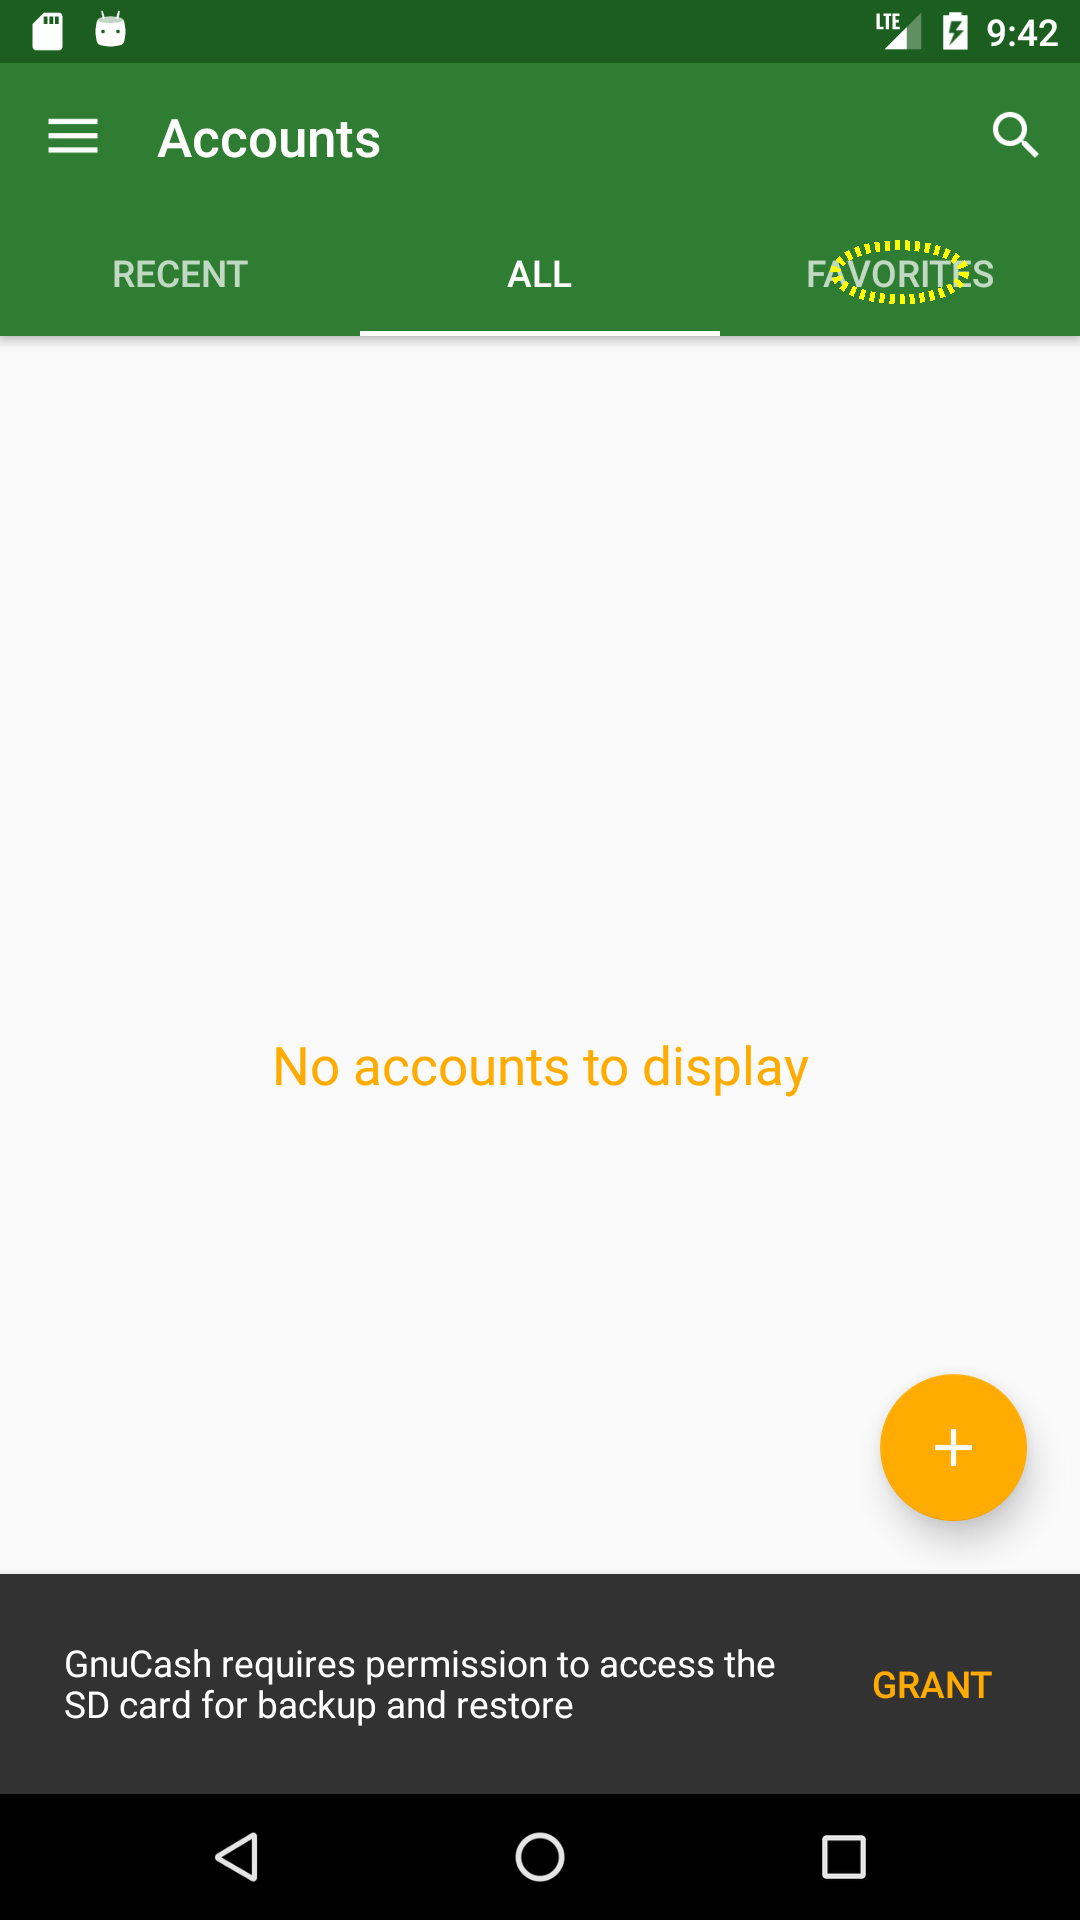 LTE 9:42
Accounts
RECENT ALL FAVORITES
No accounts to display
GnuCash requires permission to access the
SD card for backup and restore
GRANT